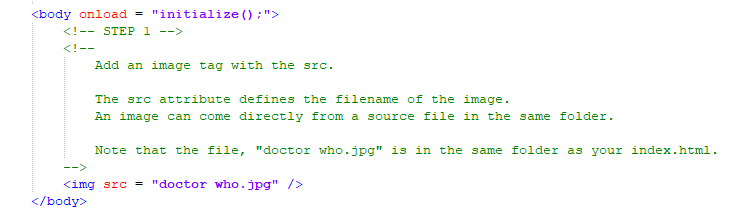 <body onload = "initialize();">
<!-- STEP 1 -->
<!--
Add an image tag with the src.
The src attribute defines the filename of the image.
An image can come directly from a source file in the same folder.
Note that the file, "doctor who.jpg" is in the same folder as your index.html.
-->
<img src = "doctor who.jpg" />
</body>